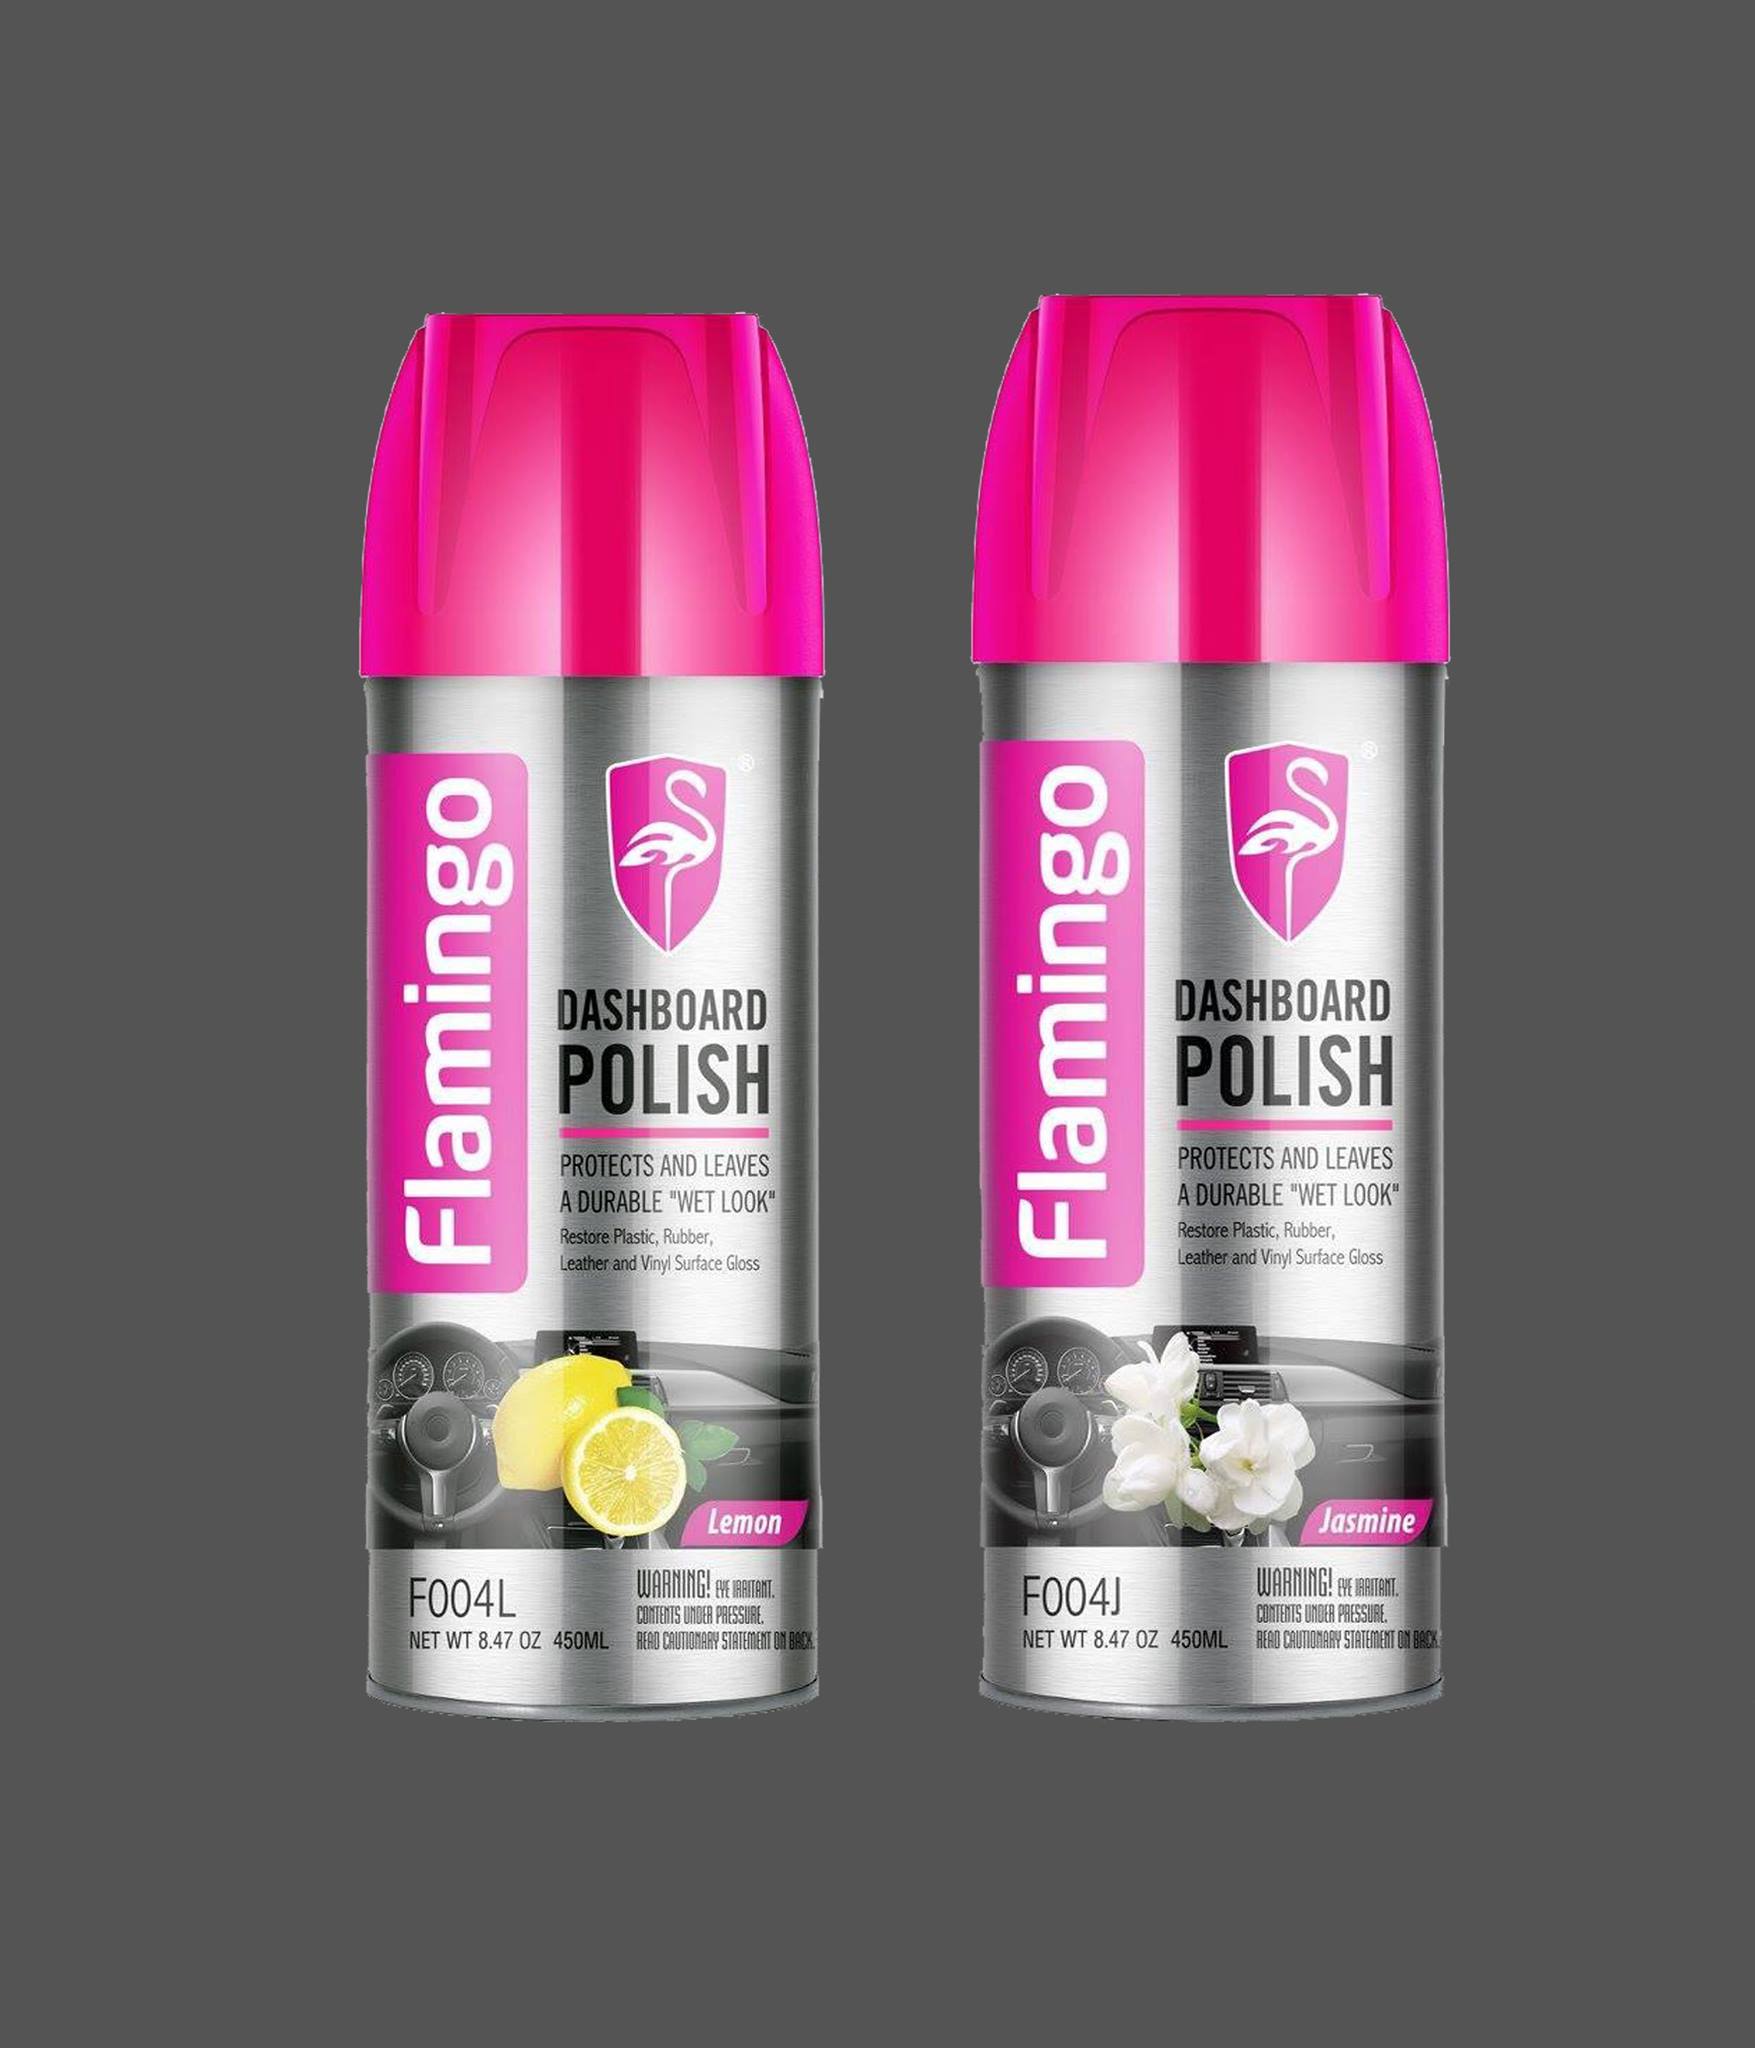 Flamingo
®
DASHBOARD
POLISH
PROTECTS AND LEAVES
A DURABLE "WET LOOK"
Restore Plastic, Rubber,
Leather and Vinyl Surface Gloss
Lemon
F004L
NET WT 8.47 OZ 450ML
WARNING! EYE IRRITANT.
CONTENTS UNDER PRESSURE.
READ CAUTIONARY STATEMENT ON BACK.
Flamingo
®
DASHBOARD
POLISH
PROTECTS AND LEAVES
A DURABLE "WET LOOK"
Restore Plastic, Rubber,
Leather and Vinyl Surface Gloss
Jasmine
F004J
NET WT 8.47 OZ 450ML
WARNING! EYE IRRITANT.
CONTENTS UNDER PRESSURE.
READ CAUTIONARY STATEMENT ON BACK.